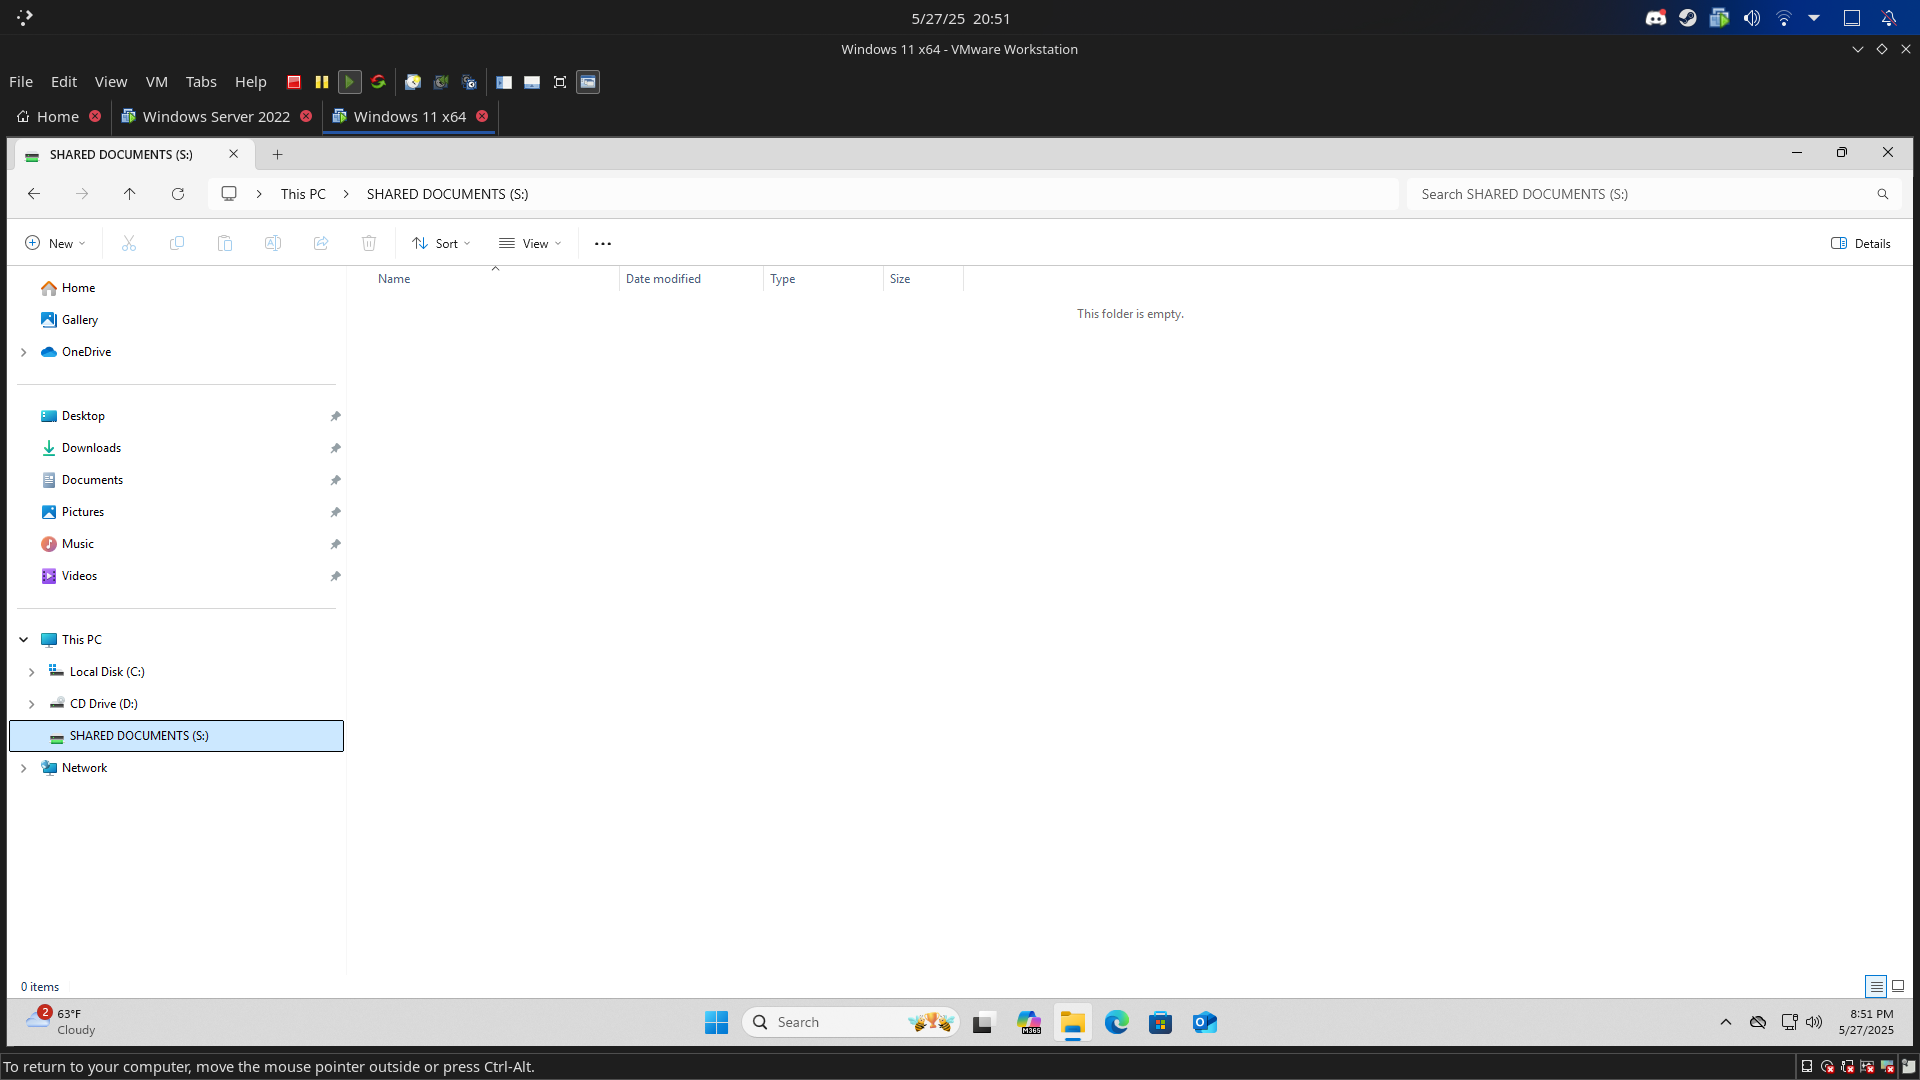 5/27/25 20:51
Windows 11 x64 - VMware Workstation
File Edit View VM Tabs Help
Home Windows Server 2022 Windows 11 x64
SHARED DOCUMENTS (S:)
This PC SHARED DOCUMENTS (S:) Search SHARED DOCUMENTS (S:)
New Sort View Details
Name Date modified Type Size
This folder is empty.
Home
Gallery
OneDrive
Desktop
Downloads
Documents
Pictures
Music
Videos
This PC
Local Disk (C:)
CD Drive (D:)
SHARED DOCUMENTS (S:)
Network
0 items
2 63°F
Cloudy
Search
M365
8:51 PM
5/27/2025
To return to your computer, move the mouse pointer outside or press Ctrl-Alt.